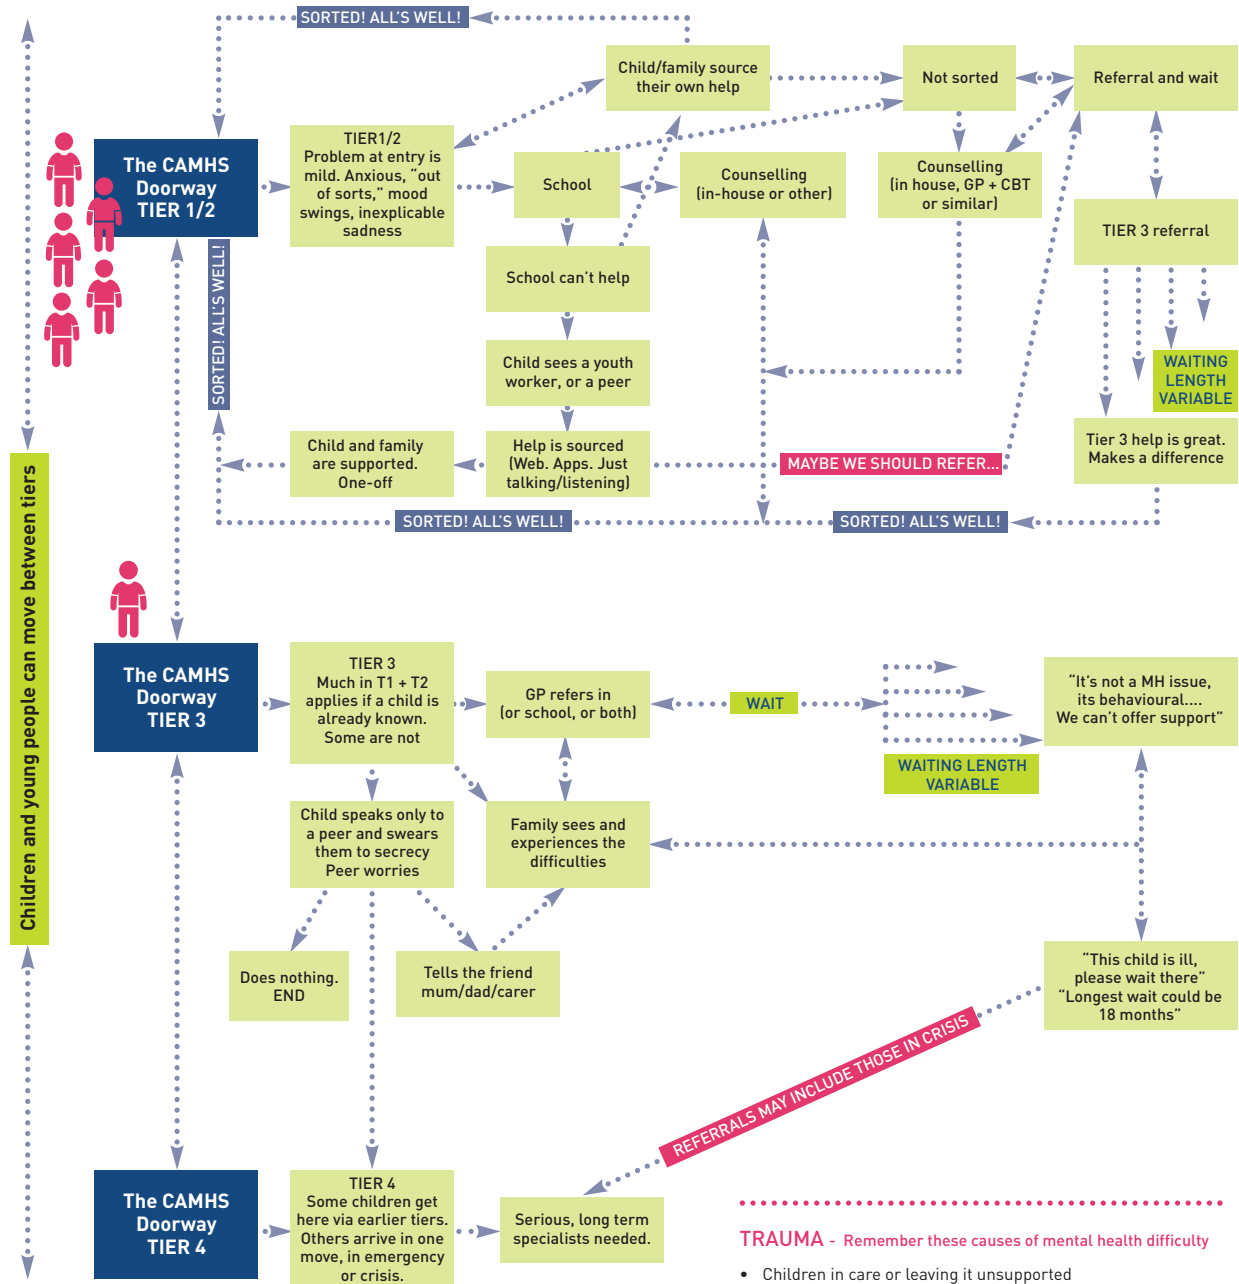 SORTED! ALL'S WELL!
Child/family source
their own help
Not sorted
Referral and wait
The CAMHS
Doorway
TIER 1/2
TIER1/2
Problem at entry is
mild. Anxious, “out
of sorts,” mood
swings, inexplicable
sadness
School
Counselling
(in-house or other)
Counselling
(in house, GP + CBT
or similar)
TIER 3 referral
SORTED! ALL'S WELL!
School can't help
Child sees a youth
worker, or a peer
WAITING
LENGTH
VARIABLE
Child and family
are supported.
One-off
Help is sourced
(Web. Apps. Just
talking/listening)
MAYBE WE SHOULD REFER...
Tier 3 help is great.
Makes a difference
SORTED! ALL'S WELL!
SORTED! ALL'S WELL!
Children and young people can move between tiers
The CAMHS
Doorway
TIER 3
TIER 3
Much in T1 + T2
applies if a child is
already known.
Some are not
GP refers in
(or school, or both)
WAIT
WAITING LENGTH
VARIABLE
“It's not a MH issue,
its behavioural....
We can't offer support”
Child speaks only to
a peer and swears
them to secrecy
Peer worries
Family sees and
experiences the
difficulties
Does nothing.
END
Tells the friend
mum/dad/carer
“This child is ill,
please wait there”
“Longest wait could be
18 months”
REFERRALS MAY INCLUDE THOSE IN CRISIS
The CAMHS
Doorway
TIER 4
TIER 4
Some children get
here via earlier tiers.
Others arrive in one
move, in emergency
or crisis.
Serious, long term
specialists needed.
TRAUMA - Remember these causes of mental health difficulty
• Children in care or leaving it unsupported